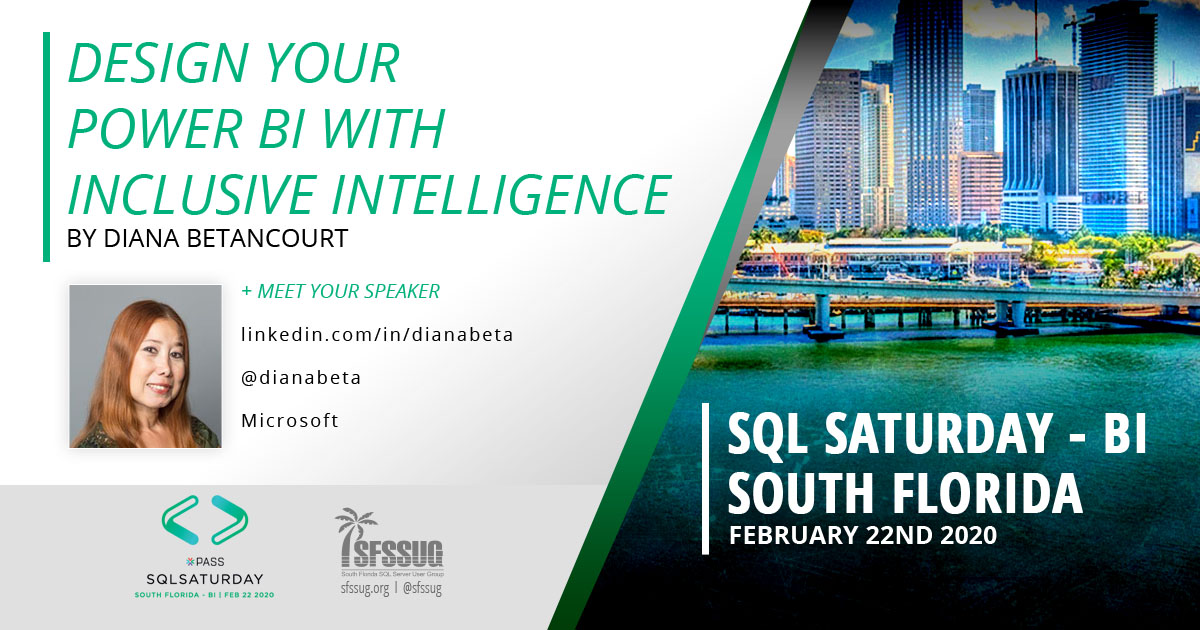 DESIGN YOUR
POWER BI WITH
INCLUSIVE INTELLIGENCE
BY DIANA BETANCOURT
+ MEET YOUR SPEAKER
linkedin.com/in/dianabeta
@dianabeta
Microsoft
PASS
SQLSATURDAY
SOUTH FLORIDA - BI | FEB 22 2020
SFSSUG
South Florida SQL Server User Group
sfssug.org | @sfssug
SQL SATURDAY - BI
SOUTH FLORIDA
FEBRUARY 22ND 2020